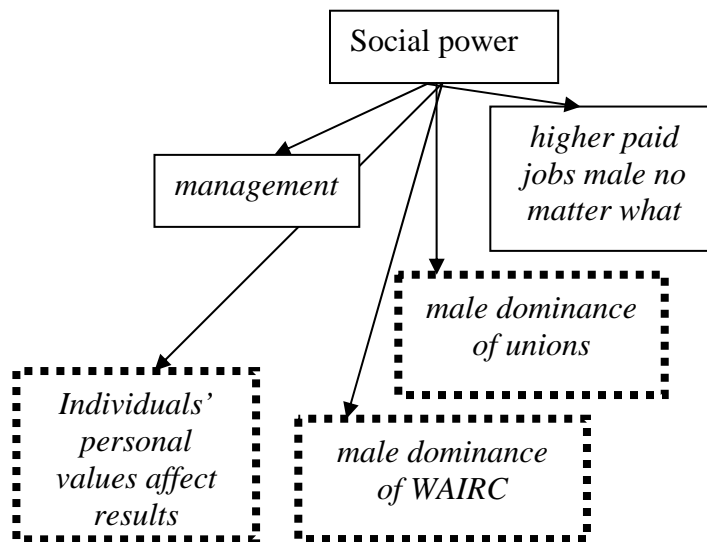 Social power
management
higher paid
jobs male no
matter what
male dominance
of unions
Individuals’
personal
values affect
results
male dominance
of WAIRC